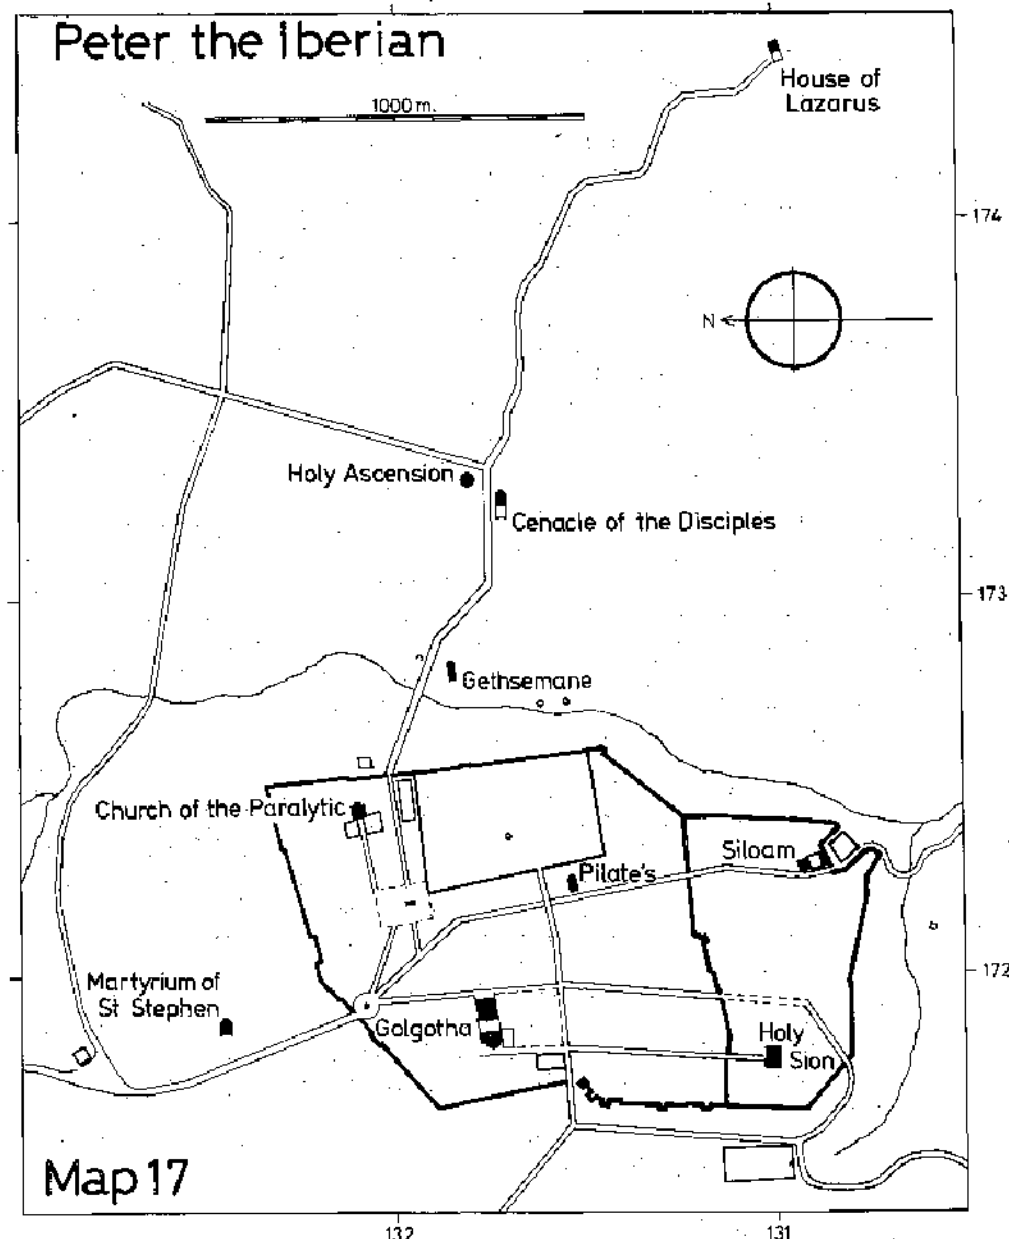 Peter the Iberian
House of
Lazarus
1000 m.
174
N
Holy Ascension
Cenacle of the Disciples
173
Gethsemane
Church of the Paralytic
Siloam
Pilate's
172
Martyrium of
St Stephen
Golgotha
Holy
Sion
Map 17
132
131